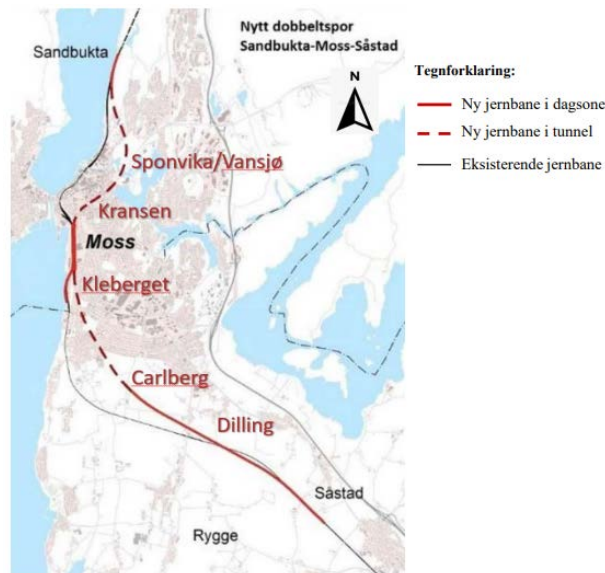 Nytt dobbeltspor
Sandbukta-Moss-Såstad
Sandbukta
N
Sponvika/Vansjø
Kransen
Moss
Kleberget
Carlberg
Dilling
Såstad
Rygge
Tegnforklaring:
Ny jernbane i dagsone
Ny jernbane i tunnel
Eksisterende jernbane